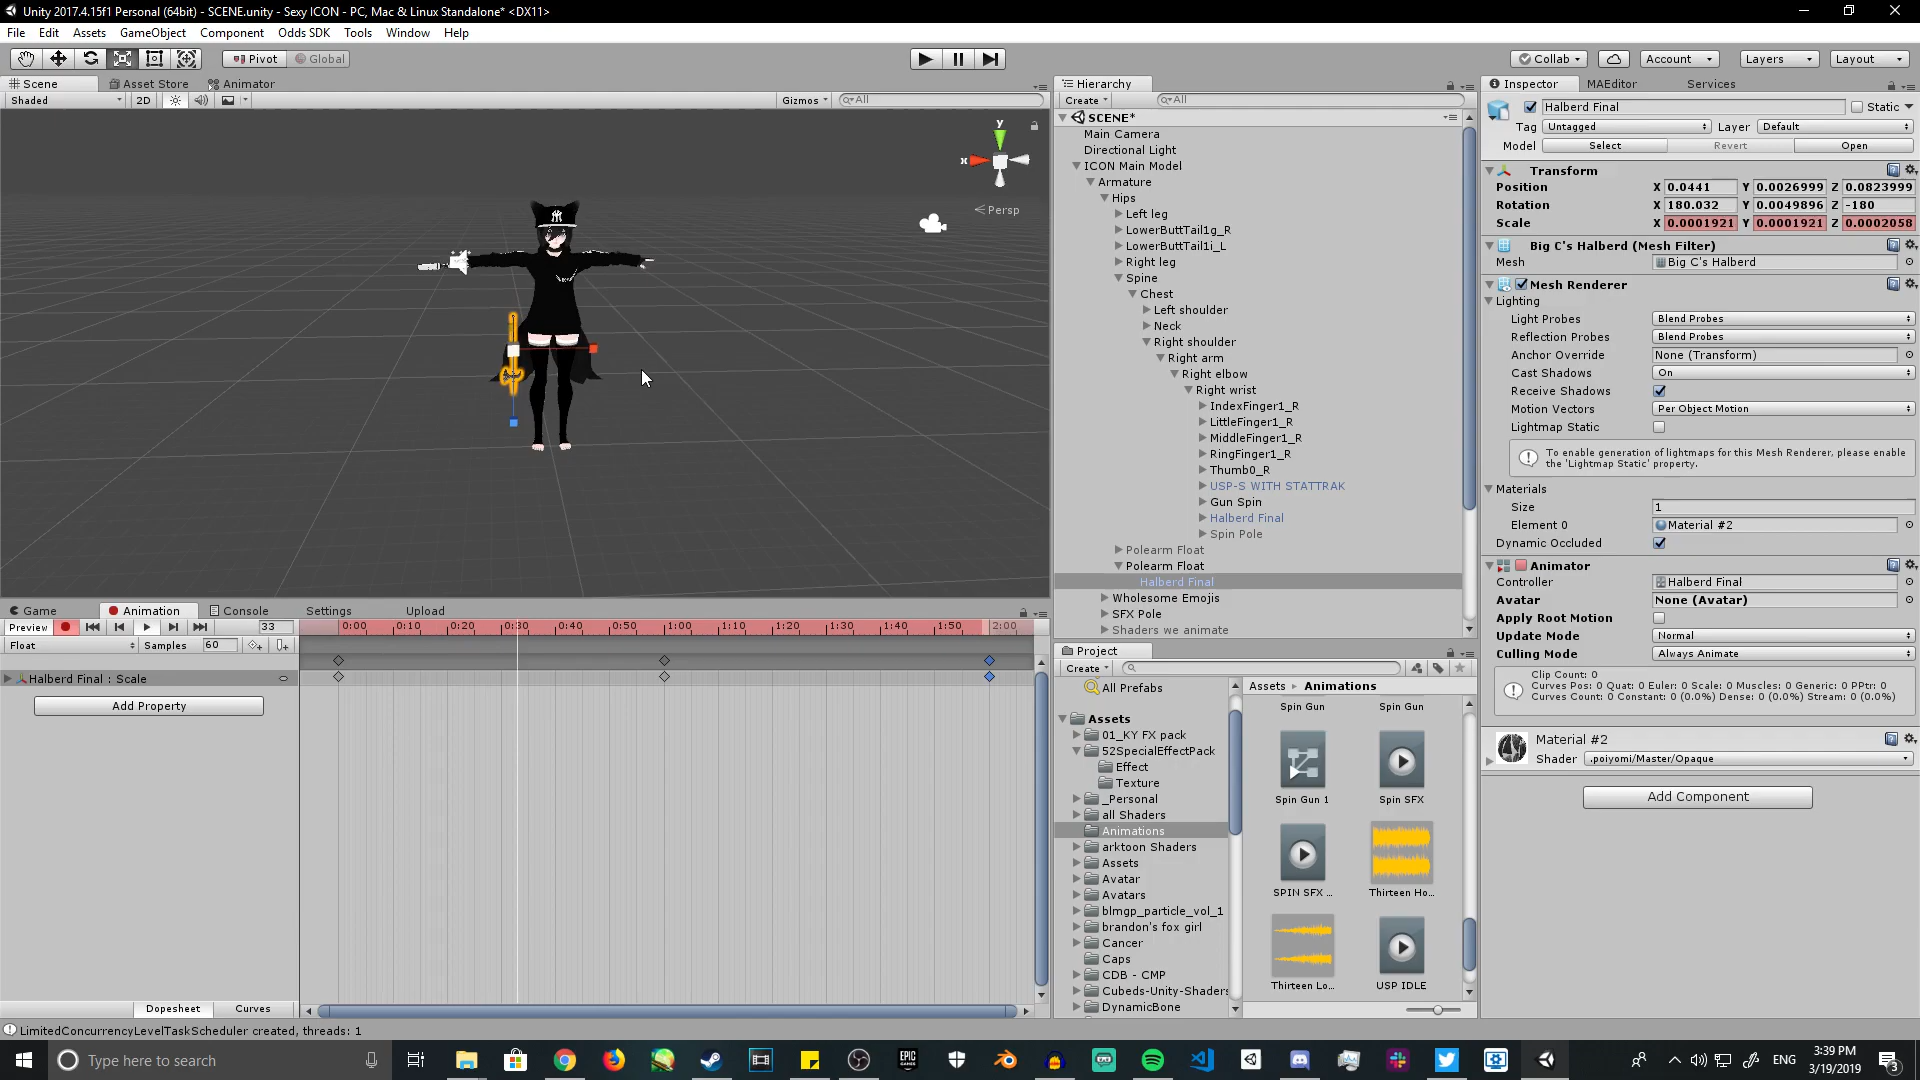 Unity 2017.4.15f1 Personal (64bit) - SCENE.unity - Sexy ICON - PC, Mac & Linux Standalone* <DX11>
File Edit Assets GameObject Component Odds SDK Tools Window Help
Pivot Global
Collab Account Layers Layout
Scene Asset Store Animator
Shaded 2D Gizmos All
y
x
Persp
Hierarchy
Create All
SCENE*
Main Camera
Directional Light
ICON Main Model
Armature
Hips
Left leg
LowerButtTail1g_R
LowerButtTail1i_L
Right leg
Spine
Chest
Left shoulder
Neck
Right shoulder
Right arm
Right elbow
Right wrist
IndexFinger1_R
LittleFinger1_R
MiddleFinger1_R
RingFinger1_R
Thumb0_R
USP-S WITH STATTRAK
Gun Spin
Halberd Final
Spin Pole
Polearm Float
Polearm Float
Halberd Final
Wholesome Emojis
SFX Pole
Shaders we animate
Inspector MAEditor Services
Halberd Final Static
Tag Untagged Layer Default
Model Select Revert Open
Transform
Position X 0.0441 Y 0.0026999 Z 0.0823999
Rotation X 180.032 Y 0.0049896 Z -180
Scale X 0.0001921 Y 0.0001921 Z 0.0002058
Big C's Halberd (Mesh Filter)
Mesh Big C's Halberd
Mesh Renderer
Lighting
Light Probes Blend Probes
Reflection Probes Blend Probes
Anchor Override None (Transform)
Cast Shadows On
Receive Shadows
Motion Vectors Per Object Motion
Lightmap Static
To enable generation of lightmaps for this Mesh Renderer, please enable
the 'Lightmap Static' property.
Materials
Size 1
Element 0 Material #2
Dynamic Occluded
Animator
Controller Halberd Final
Avatar None (Avatar)
Apply Root Motion
Update Mode Normal
Culling Mode Always Animate
Clip Count: 0
Curves Pos: 0 Quat: 0 Euler: 0 Scale: 0 Muscles: 0 Generic: 0 PPtr: 0
Curves Count: 0 Constant: 0 (0.0%) Dense: 0 (0.0%) Stream: 0 (0.0%)
Material #2
Shader .poiyomi/Master/Opaque
Add Component
Game Animation Console Settings Upload
Preview 33 0:00 0:10 0:20 0:30 0:40 0:50 1:00 1:10 1:20 1:30 1:40 1:50 2:00
Float Samples 60
Halberd Final : Scale
Add Property
Dopesheet Curves
Project
Create
All Prefabs
Assets
01_KY FX pack
52SpecialEffectPack
Effect
Texture
_Personal
all Shaders
Animations
arktoon Shaders
Assets
Avatar
Avatars
blmgp_particle_vol_1
brandon's fox girl
Cancer
Caps
CDB - CMP
Cubeds-Unity-Shaders
DynamicBone
Assets Animations
Spin Gun Spin Gun
Spin Gun 1 Spin SFX
SPIN SFX ... Thirteen Ho...
Thirteen Lo... USP IDLE
LimitedConcurrencyLevelTaskScheduler created, threads: 1
Type here to search
EPIC
GAMES
ENG
3:39 PM
3/19/2019
3